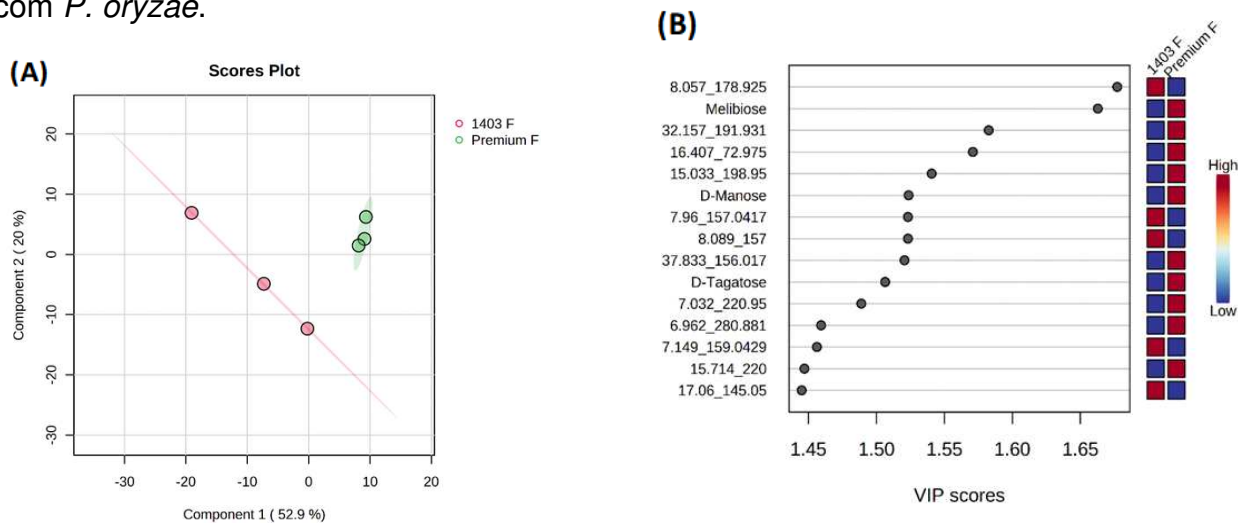 com P. oryzae.
(A)
Scores Plot
1403 F
Premium F
20
10
0
-10
-20
-30
Component 2 ( 20 %)
-30 -20 -10 0 10 20
Component 1 ( 52.9 %)
(B)
1403 F
Premium F
8.057_178.925
Melibiose
32.157_191.931
16.407_72.975
15.033_198.95
D-Manose
7.96_157.0417
8.089_157
37.833_156.017
D-Tagatose
7.032_220.95
6.962_280.881
7.149_159.0429
15.714_220
17.06_145.05
High
Low
1.45 1.50 1.55 1.60 1.65
VIP scores